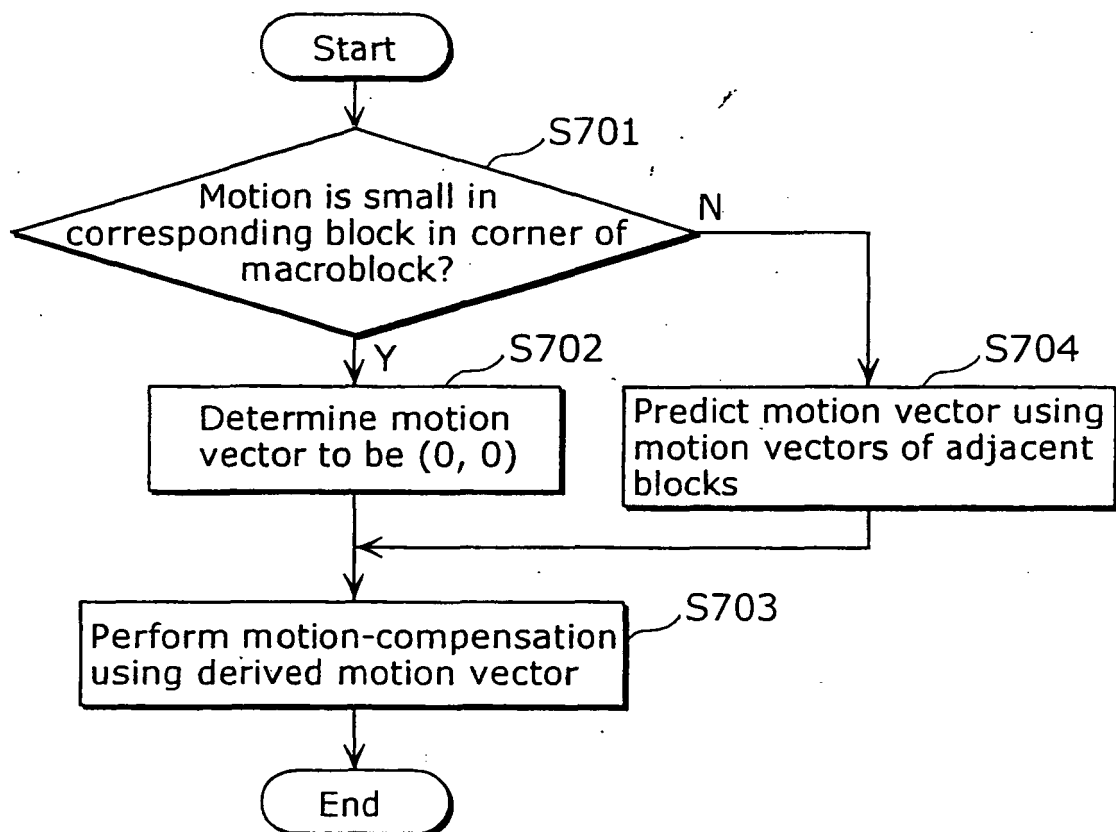 Start
S701
Motion is small in
corresponding block in corner of
macroblock?
N
Y
S702
Determine motion
vector to be (0, 0)
S704
Predict motion vector using
motion vectors of adjacent
blocks
S703
Perform motion-compensation
using derived motion vector
End